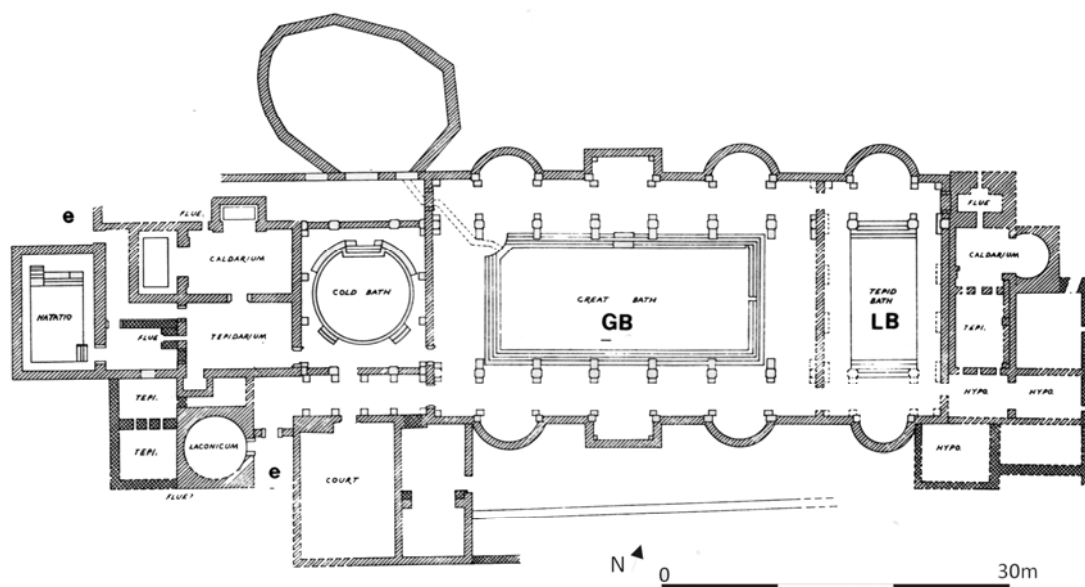 e
FLUE.
FLUE
CALDARIUM
CALDARIUM
COLD BATH
GREAT BATH
GB
TEPID
BATH
LB
NATATIO
FLUE
TEPIDARIUM
TEPI.
TEPI.
HYPO.
HYPO.
LACONICUM
TEPI.
HYPO.
e
COURT
FLUE?
N
0
30m